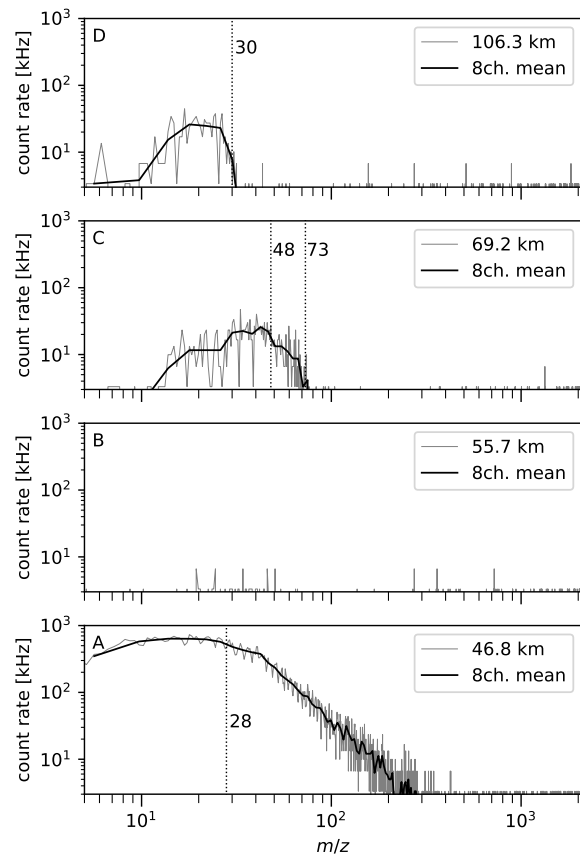 D
30
106.3 km
8ch. mean
count rate [kHz]
10³
10²
10¹
C
48
73
69.2 km
8ch. mean
count rate [kHz]
10³
10²
10¹
B
55.7 km
8ch. mean
count rate [kHz]
10³
10²
10¹
A
28
46.8 km
8ch. mean
count rate [kHz]
10³
10²
10¹
10¹ 10² 10³
m/z